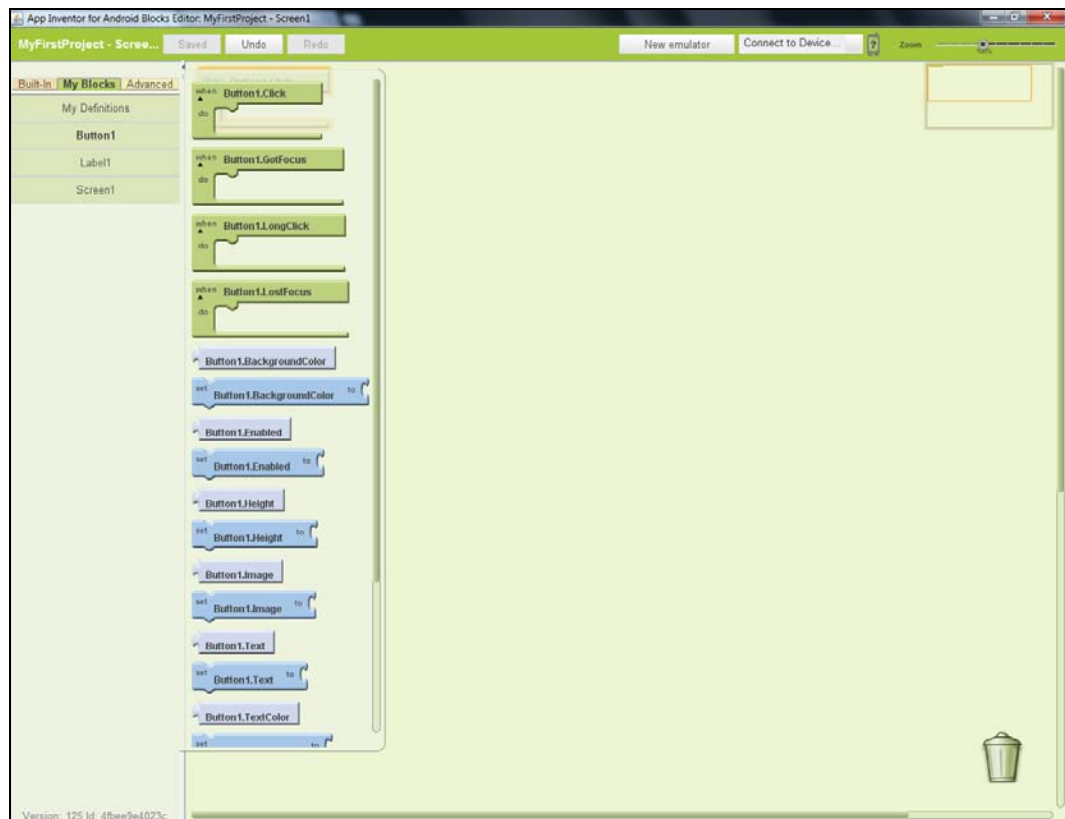 App Inventor for Android Blocks Editor: MyFirstProject - Screen1
MyFirstProject - Scree... Saved Undo Redo New emulator Connect to Device... ? Zoom
Built-In My Blocks Advanced
My Definitions
Button1
Label1
Screen1
when Button1.Click
do
when Button1.GotFocus
do
when Button1.LongClick
do
when Button1.LostFocus
do
Button1.BackgroundColor
set Button1.BackgroundColor to
Button1.Enabled
set Button1.Enabled to
Button1.Height
set Button1.Height to
Button1.Image
set Button1.Image to
Button1.Text
set Button1.Text to
Button1.TextColor
set to
Version: 125 Id: 4fbee9e4023c